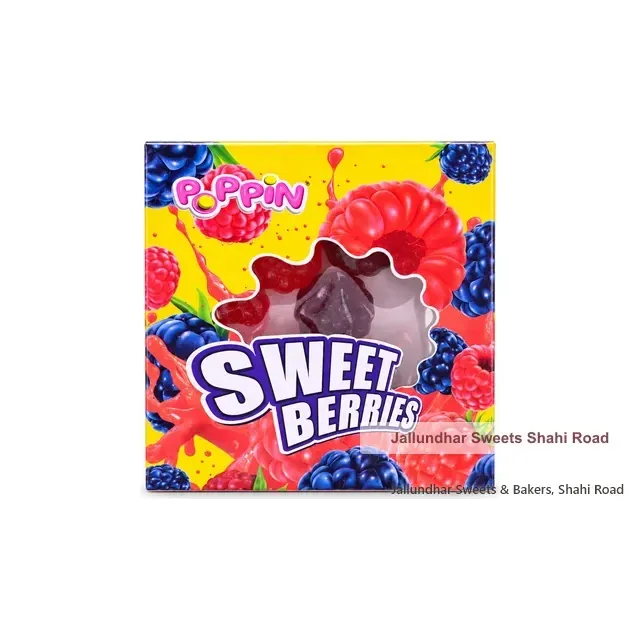 POPPiN
SWEET
BERRIES
Jallundhar Sweets Shahi Road
Jallundhar Sweets & Bakers, Shahi Road